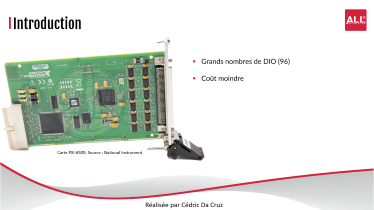 Introduction
ALL
• Grands nombres de DIO (96)
• Coût moindre
Carte PXI-6509, Source : National Instrument
Réalisée par Cédric Da Cruz